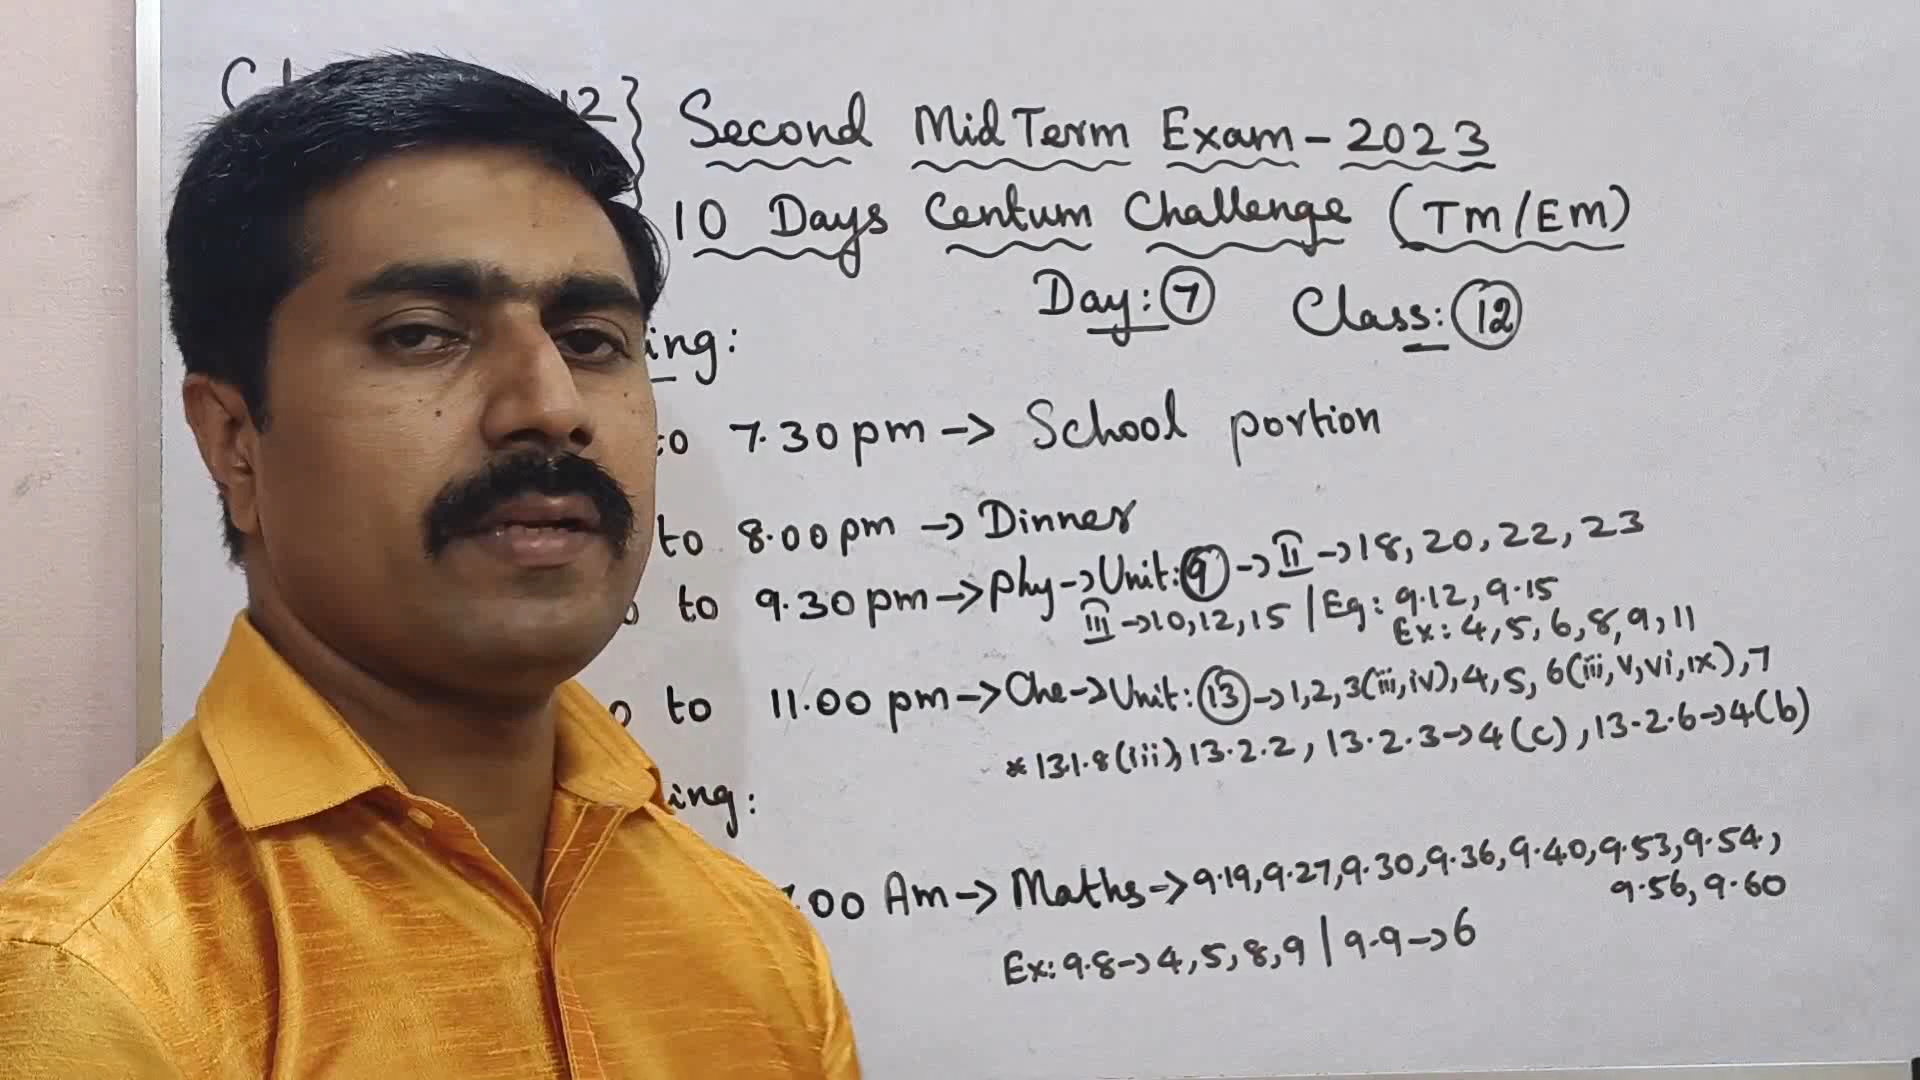 12} Second Mid Term Exam - 2023
10 Days Centum Challenge (TM/EM)
Day: 7 Class: 12
ing:
to 7.30 pm -> School portion
to 8.00 pm -> Dinner
to 9.30 pm -> Phy -> Unit: 9 -> II -> 18, 20, 22, 23
III -> 10, 12, 15 | Eg: 9.12, 9.15
Ex: 4, 5, 6, 8, 9, 11
to 11.00 pm -> Che -> Unit: 13 -> 1, 2, 3(iii, iv), 4, 5, 6(iii, v, vi, ix), 7
* 13.1.8(iii), 13.2.2, 13.2.3 -> 4(c), 13.2.6 -> 4(b)
ing:
.00 Am -> Maths -> 9.19, 9.27, 9.30, 9.36, 9.40, 9.53, 9.54,
9.56, 9.60
Ex: 9.8 -> 4, 5, 8, 9 | 9.9 -> 6